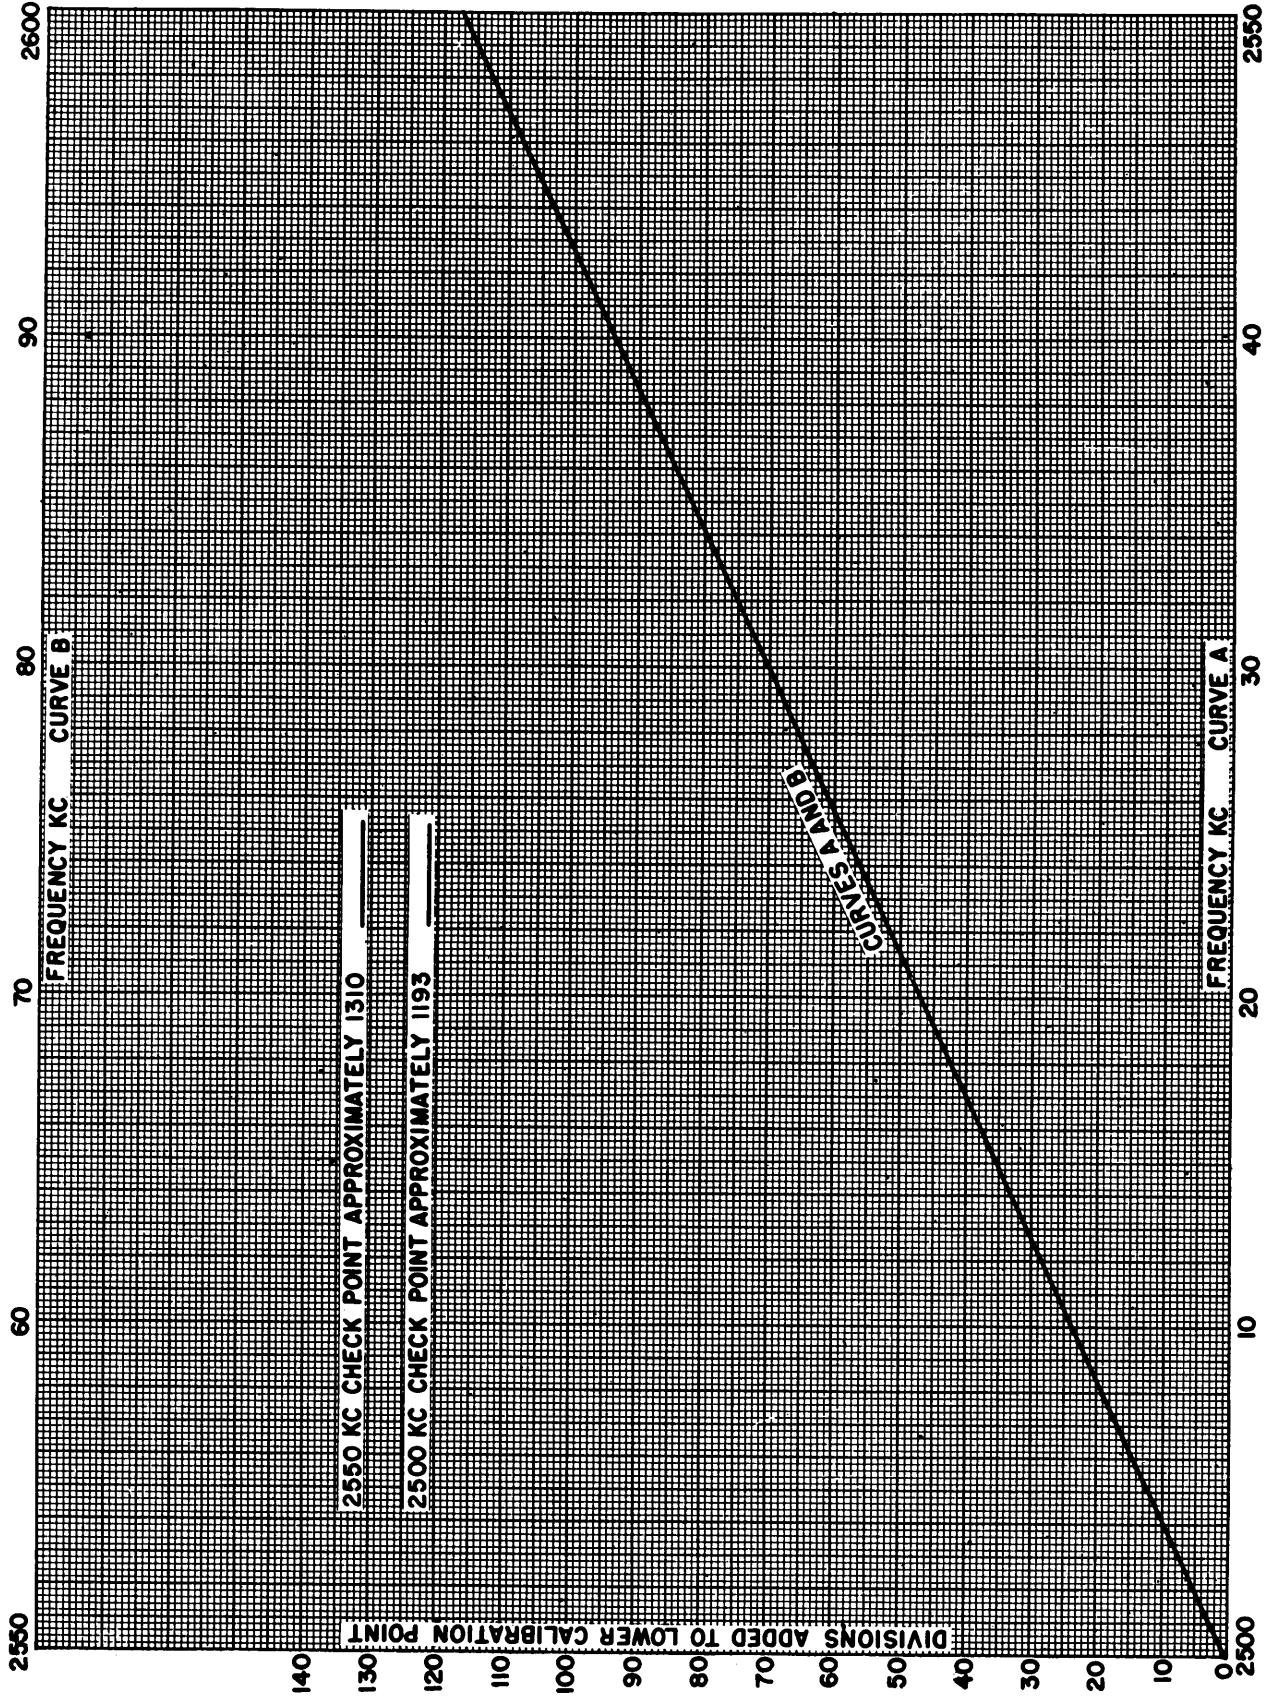 2550 60 70 80 90 2600
FREQUENCY KC CURVE B
2550 KC CHECK POINT APPROXIMATELY 1310
2500 KC CHECK POINT APPROXIMATELY 1193
DIVISIONS ADDED TO LOWER CALIBRATION POINT
140
130
120
110
100
90
80
70
60
50
40
30
20
10
0
CURVES A AND B
FREQUENCY KC CURVE A
2500 10 20 30 40 2550